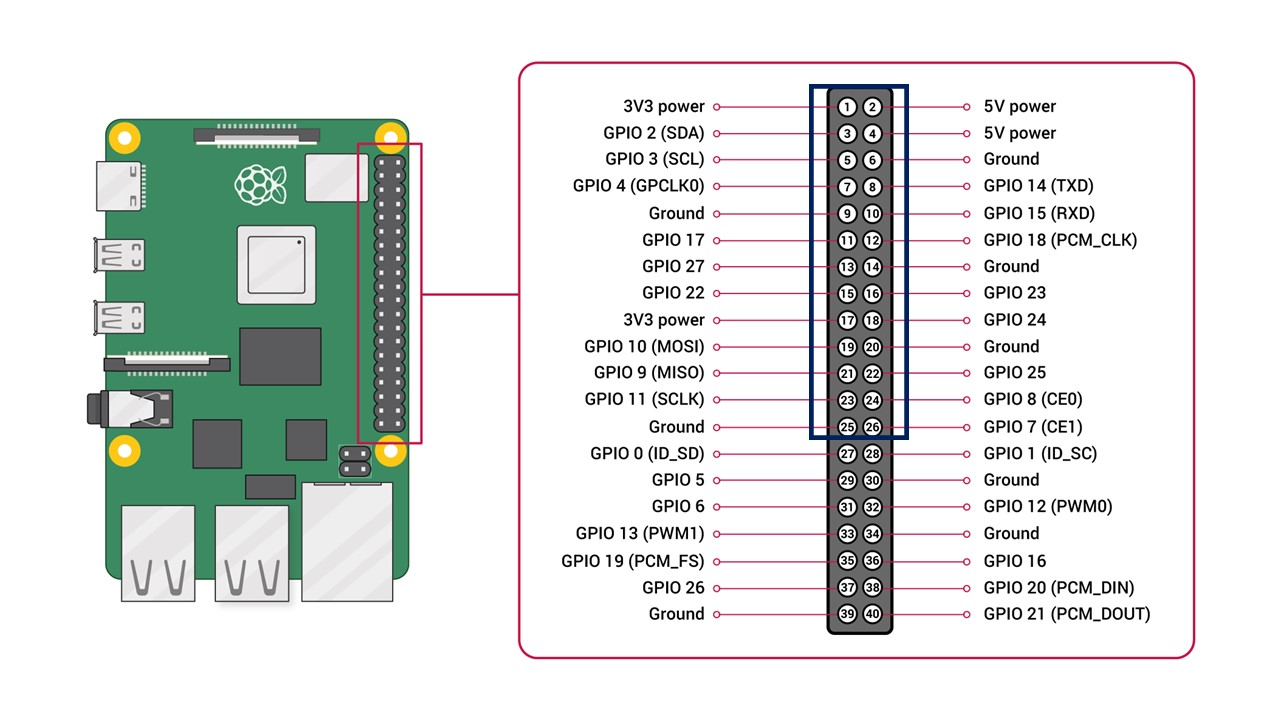 3V3 power 1 2 5V power
GPIO 2 (SDA) 3 4 5V power
GPIO 3 (SCL) 5 6 Ground
GPIO 4 (GPCLK0) 7 8 GPIO 14 (TXD)
Ground 9 10 GPIO 15 (RXD)
GPIO 17 11 12 GPIO 18 (PCM_CLK)
GPIO 27 13 14 Ground
GPIO 22 15 16 GPIO 23
3V3 power 17 18 GPIO 24
GPIO 10 (MOSI) 19 20 Ground
GPIO 9 (MISO) 21 22 GPIO 25
GPIO 11 (SCLK) 23 24 GPIO 8 (CE0)
Ground 25 26 GPIO 7 (CE1)
GPIO 0 (ID_SD) 27 28 GPIO 1 (ID_SC)
GPIO 5 29 30 Ground
GPIO 6 31 32 GPIO 12 (PWM0)
GPIO 13 (PWM1) 33 34 Ground
GPIO 19 (PCM_FS) 35 36 GPIO 16
GPIO 26 37 38 GPIO 20 (PCM_DIN)
Ground 39 40 GPIO 21 (PCM_DOUT)